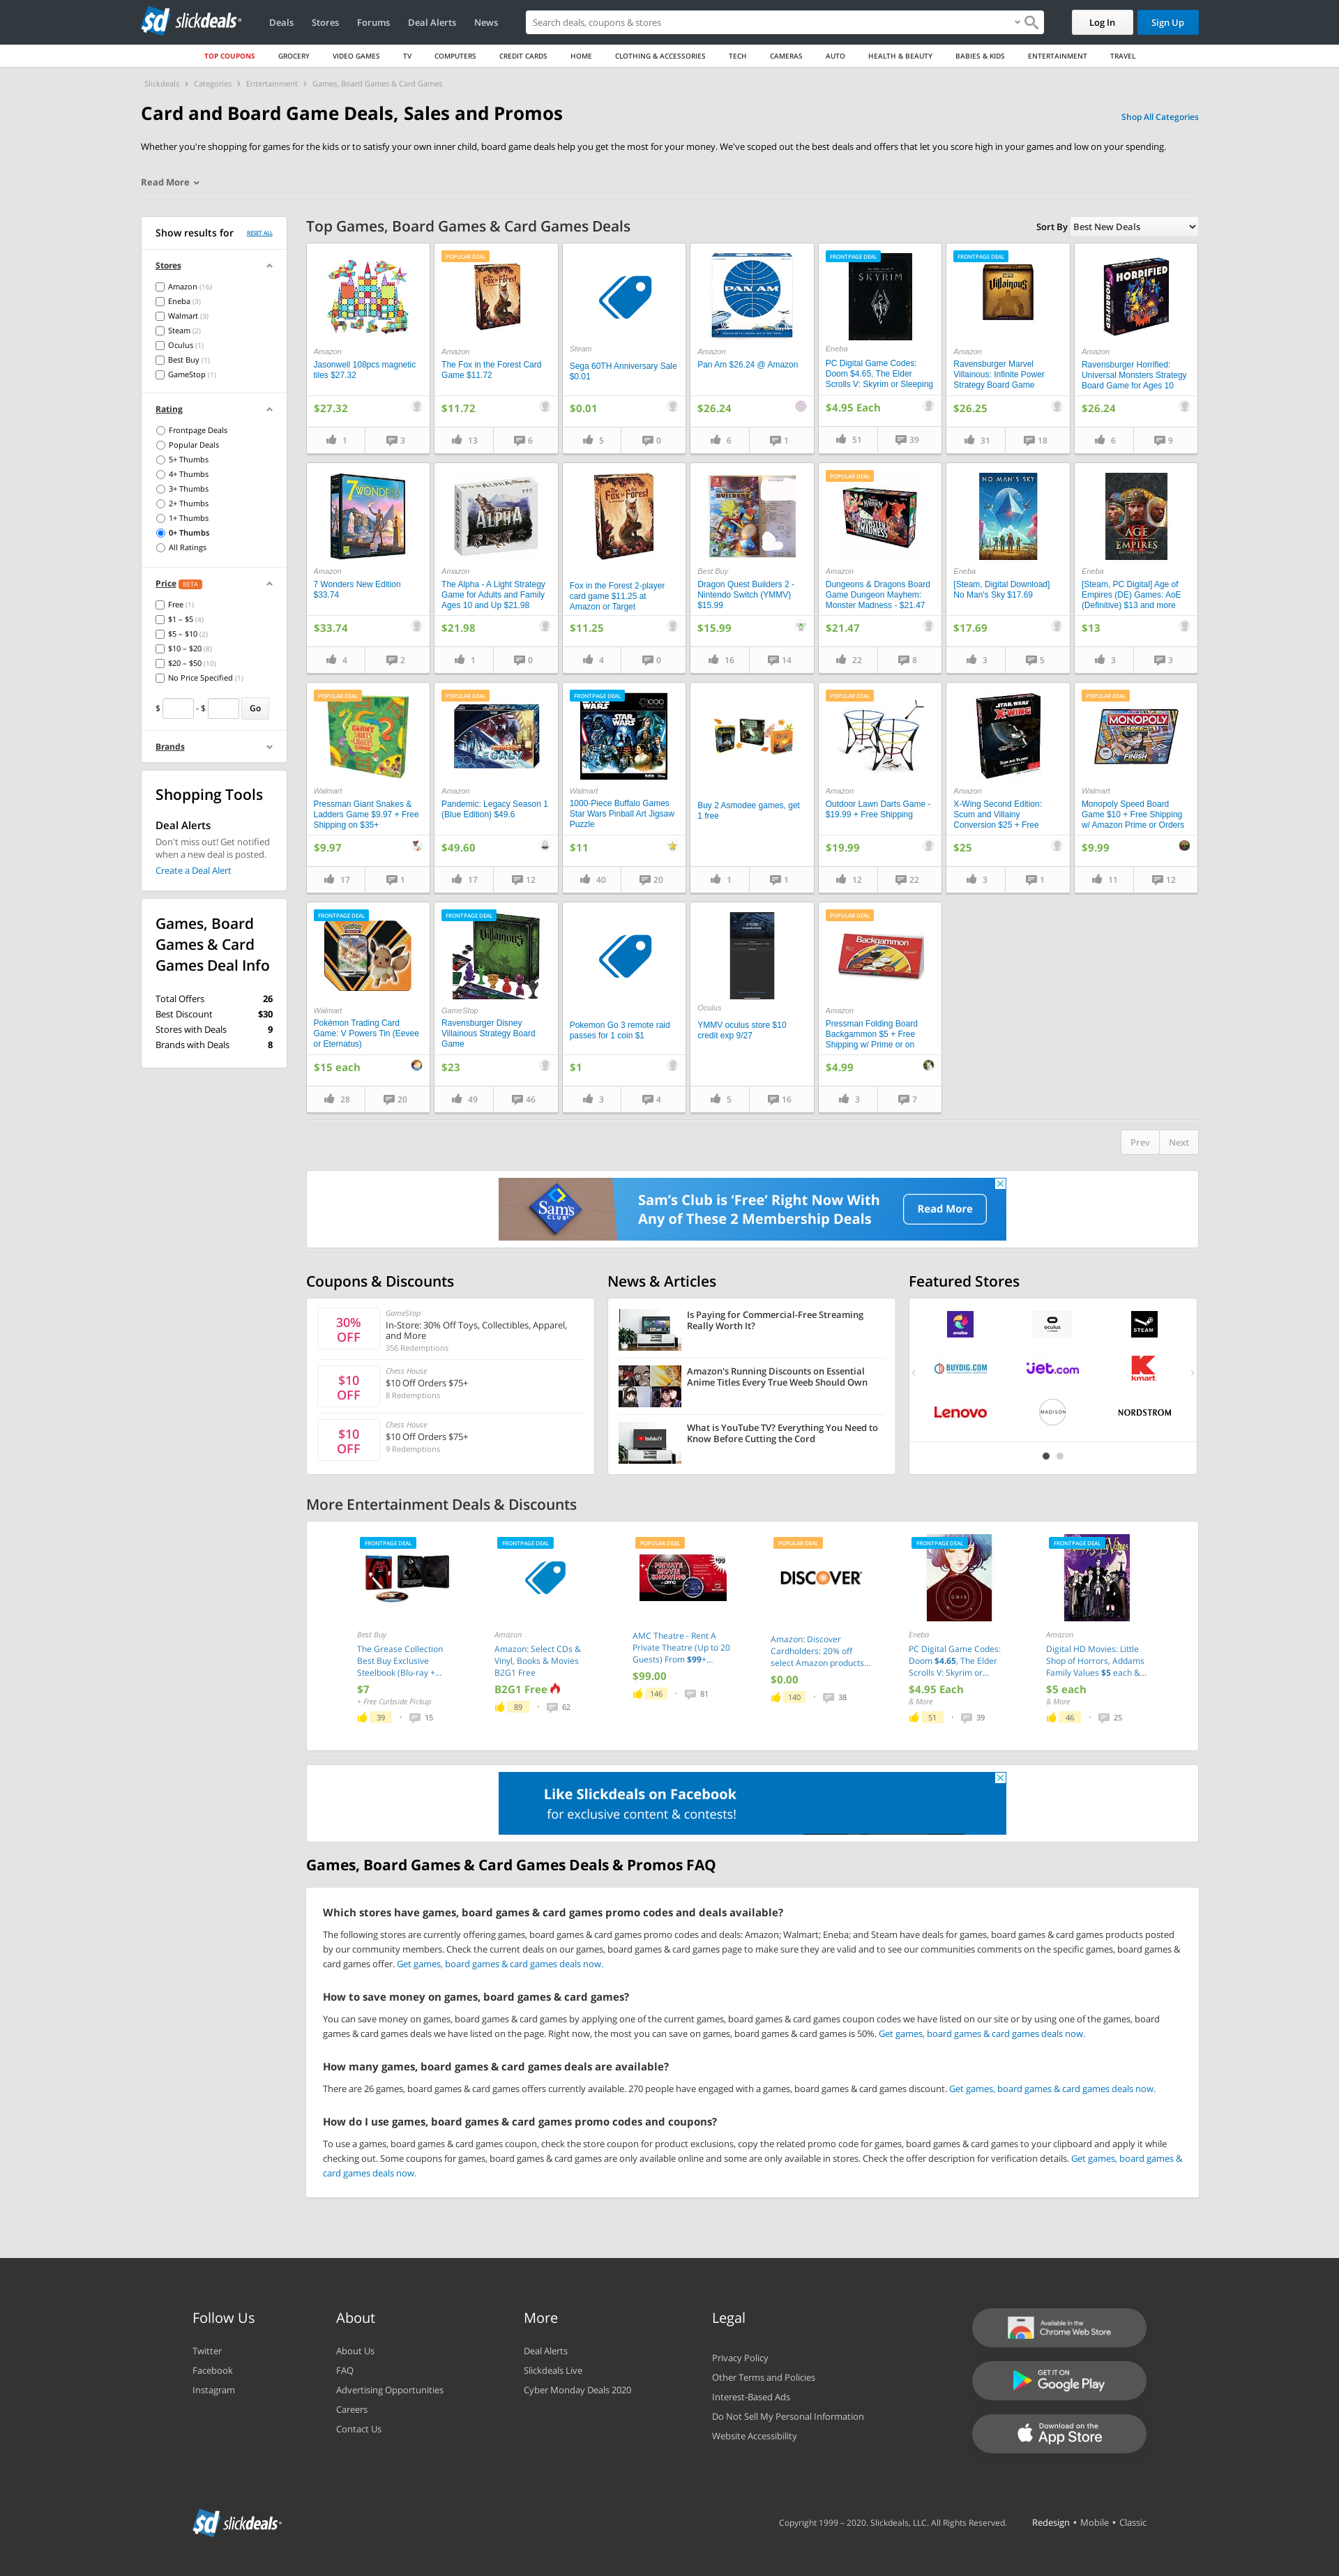 slickdeals
Deals
Stores
Forums
Deal Alerts
News
Search deals, coupons & stores
Log In
Sign Up
TOP COUPONS
GROCERY
VIDEO GAMES
TV
COMPUTERS
CREDIT CARDS
HOME
CLOTHING & ACCESSORIES
TECH
CAMERAS
AUTO
HEALTH & BEAUTY
BABIES & KIDS
ENTERTAINMENT
TRAVEL
Slickdeals › Categories › Entertainment › Games, Board Games & Card Games
Card and Board Game Deals, Sales and Promos
Shop All Categories
Whether you're shopping for games for the kids or to satisfy your own inner child, board game deals help you get the most for your money. We've scoped out the best deals and offers that let you score high in your games and low on your spending.
Read More
Show results for
RESET ALL
Stores
Amazon (16)
Eneba (3)
Walmart (3)
Steam (2)
Oculus (1)
Best Buy (1)
GameStop (1)
Rating
Frontpage Deals
Popular Deals
5+ Thumbs
4+ Thumbs
3+ Thumbs
2+ Thumbs
1+ Thumbs
0+ Thumbs
All Ratings
Price BETA
Free (1)
$1 – $5 (4)
$5 – $10 (2)
$10 – $20 (8)
$20 – $50 (10)
No Price Specified (1)
$ - $ Go
Brands
Shopping Tools
Deal Alerts
Don't miss out! Get notified
when a new deal is posted.
Create a Deal Alert
Games, Board
Games & Card
Games Deal Info
Total Offers 26
Best Discount $30
Stores with Deals 9
Brands with Deals 8
Top Games, Board Games & Card Games Deals
Sort By Best New Deals
Amazon
Jasonwell 108pcs magnetic
tiles $27.32
$27.32
1 3
POPULAR DEAL
Amazon
The Fox in the Forest Card
Game $11.72
$11.72
13 6
Steam
Sega 60TH Anniversary Sale
$0.01
$0.01
5 0
PAN AM
Amazon
Pan Am $26.24 @ Amazon
$26.24
6 1
FRONTPAGE DEAL
SKYRIM
Eneba
PC Digital Game Codes:
Doom $4.65, The Elder
Scrolls V: Skyrim or Sleeping
$4.95 Each
51 39
FRONTPAGE DEAL
Villainous
Amazon
Ravensburger Marvel
Villainous: Infinite Power
Strategy Board Game
$26.25
31 18
HORRIFIED
Amazon
Ravensburger Horrified:
Universal Monsters Strategy
Board Game for Ages 10
$26.24
6 9
7 WONDERS
Amazon
7 Wonders New Edition
$33.74
$33.74
4 2
ALPHA
Amazon
The Alpha - A Light Strategy
Game for Adults and Family
Ages 10 and Up $21.98
$21.98
1 0
Fox in the Forest
Fox in the Forest 2-player
card game $11.25 at
Amazon or Target
$11.25
4 0
BUILDERS
Best Buy
Dragon Quest Builders 2 -
Nintendo Switch (YMMV)
$15.99
$15.99
16 14
POPULAR DEAL
MONSTER MADNESS
Amazon
Dungeons & Dragons Board
Game Dungeon Mayhem:
Monster Madness - $21.47
$21.47
22 8
NO MAN'S SKY
Eneba
[Steam, Digital Download]
No Man's Sky $17.69
$17.69
3 5
AGE OF EMPIRES
Eneba
[Steam, PC Digital] Age of
Empires (DE) Games: AoE
(Definitive) $13 and more
$13
3 3
POPULAR DEAL
Walmart
Pressman Giant Snakes &
Ladders Game $9.97 + Free
Shipping on $35+
$9.97
17 1
POPULAR DEAL
LEGACY
Amazon
Pandemic: Legacy Season 1
(Blue Edition) $49.6
$49.60
17 12
FRONTPAGE DEAL
1000
STAR WARS
Walmart
1000-Piece Buffalo Games
Star Wars Pinball Art Jigsaw
Puzzle
$11
40 20
Buy 2 Asmodee games, get
1 free
1 1
POPULAR DEAL
Amazon
Outdoor Lawn Darts Game -
$19.99 + Free Shipping
$19.99
12 22
STAR WARS
X-WING
Amazon
X-Wing Second Edition:
Scum and Villainy
Conversion $25 + Free
$25
3 1
POPULAR DEAL
MONOPOLY
Walmart
Monopoly Speed Board
Game $10 + Free Shipping
w/ Amazon Prime or Orders
$9.99
11 12
FRONTPAGE DEAL
Walmart
Pokémon Trading Card
Game: V Powers Tin (Eevee
or Eternatus)
$15 each
28 20
FRONTPAGE DEAL
Villainous
GameStop
Ravensburger Disney
Villainous Strategy Board
Game
$23
49 46
Pokemon Go 3 remote raid
passes for 1 coin $1
$1
3 4
Oculus
YMMV oculus store $10
credit exp 9/27
5 16
POPULAR DEAL
Backgammon
Amazon
Pressman Folding Board
Backgammon $5 + Free
Shipping w/ Prime or on
$4.99
3 7
Prev
Next
Sam's CLUB
Sam's Club is 'Free' Right Now With
Any of These 2 Membership Deals
Read More
Coupons & Discounts
30%
OFF
GameStop
In-Store: 30% Off Toys, Collectibles, Apparel,
and More
356 Redemptions
$10
OFF
Chess House
$10 Off Orders $75+
8 Redemptions
$10
OFF
Chess House
$10 Off Orders $75+
9 Redemptions
News & Articles
Is Paying for Commercial-Free Streaming
Really Worth It?
Amazon's Running Discounts on Essential
Anime Titles Every True Weeb Should Own
YouTubeTV
What is YouTube TV? Everything You Need to
Know Before Cutting the Cord
Featured Stores
eneba
oculus
STEAM
BUYDIG.COM
Jet.com
kmart
Lenovo
MADISON
NORDSTROM
More Entertainment Deals & Discounts
FRONTPAGE DEAL
Best Buy
The Grease Collection
Best Buy Exclusive
Steelbook (Blu-ray +...
$7
+ Free Curbside Pickup
39 · 15
FRONTPAGE DEAL
Amazon
Amazon: Select CDs &
Vinyl, Books & Movies
B2G1 Free
B2G1 Free
89 · 62
POPULAR DEAL
PRIVATE MOVIE SHOWING
$99
AMC Theatre - Rent A
Private Theatre (Up to 20
Guests) From $99+...
$99.00
146 · 81
POPULAR DEAL
DISCOVER
Amazon: Discover
Cardholders: 20% off
select Amazon products...
$0.00
140 · 38
FRONTPAGE DEAL
GRIS
Eneba
PC Digital Game Codes:
Doom $4.65, The Elder
Scrolls V: Skyrim or...
$4.95 Each
& More
51 · 39
FRONTPAGE DEAL
Amazon
Digital HD Movies: Little
Shop of Horrors, Addams
Family Values $5 each &...
$5 each
& More
46 · 25
Like Slickdeals on Facebook
for exclusive content & contests!
Games, Board Games & Card Games Deals & Promos FAQ
Which stores have games, board games & card games promo codes and deals available?
The following stores are currently offering games, board games & card games promo codes and deals: Amazon; Walmart; Eneba; and Steam have deals for games, board games & card games products posted
by our community members. Check the current deals on our games, board games & card games page to make sure they are valid and to see our communities comments on the specific games, board games &
card games offer. Get games, board games & card games deals now.
How to save money on games, board games & card games?
You can save money on games, board games & card games by applying one of the current games, board games & card games coupon codes we have listed on our site or by using one of the games, board
games & card games deals we have listed on the page. Right now, the most you can save on games, board games & card games is 50%. Get games, board games & card games deals now.
How many games, board games & card games deals are available?
There are 26 games, board games & card games offers currently available. 270 people have engaged with a games, board games & card games discount. Get games, board games & card games deals now.
How do I use games, board games & card games promo codes and coupons?
To use a games, board games & card games coupon, check the store coupon for product exclusions, copy the related promo code for games, board games & card games to your clipboard and apply it while
checking out. Some coupons for games, board games & card games are only available online and some are only available in stores. Check the offer description for verification details. Get games, board games &
card games deals now.
Follow Us
Twitter
Facebook
Instagram
About
About Us
FAQ
Advertising Opportunities
Careers
Contact Us
More
Deal Alerts
Slickdeals Live
Cyber Monday Deals 2020
Legal
Privacy Policy
Other Terms and Policies
Interest-Based Ads
Do Not Sell My Personal Information
Website Accessibility
Available in the
Chrome Web Store
GET IT ON
Google Play
Download on the
App Store
slickdeals
Copyright 1999 – 2020. Slickdeals, LLC. All Rights Reserved.
Redesign • Mobile • Classic